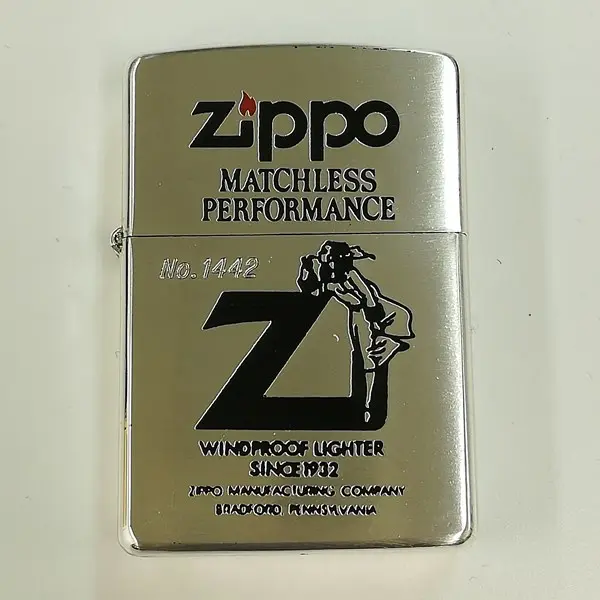 zippo
MATCHLESS
PERFORMANCE
No.1442
Z
WINDPROOF LIGHTER
SINCE 1932
ZIPPO MANUFACTURING COMPANY
BRADFORD, PENNSYLVANIA